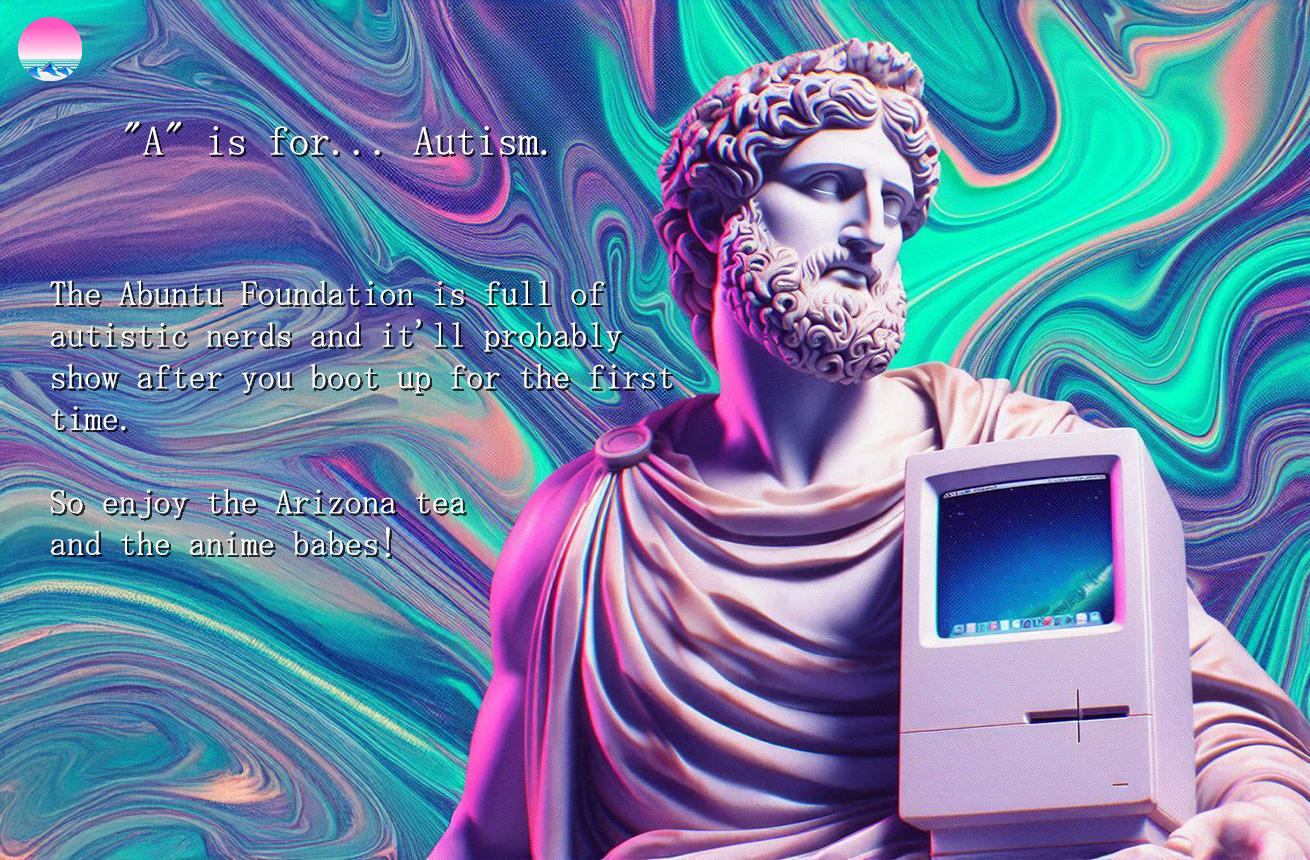 "A" is for... Autism.
The Abuntu Foundation is full of
autistic nerds and it'll probably
show after you boot up for the first
time.
So enjoy the Arizona tea
and the anime babes!